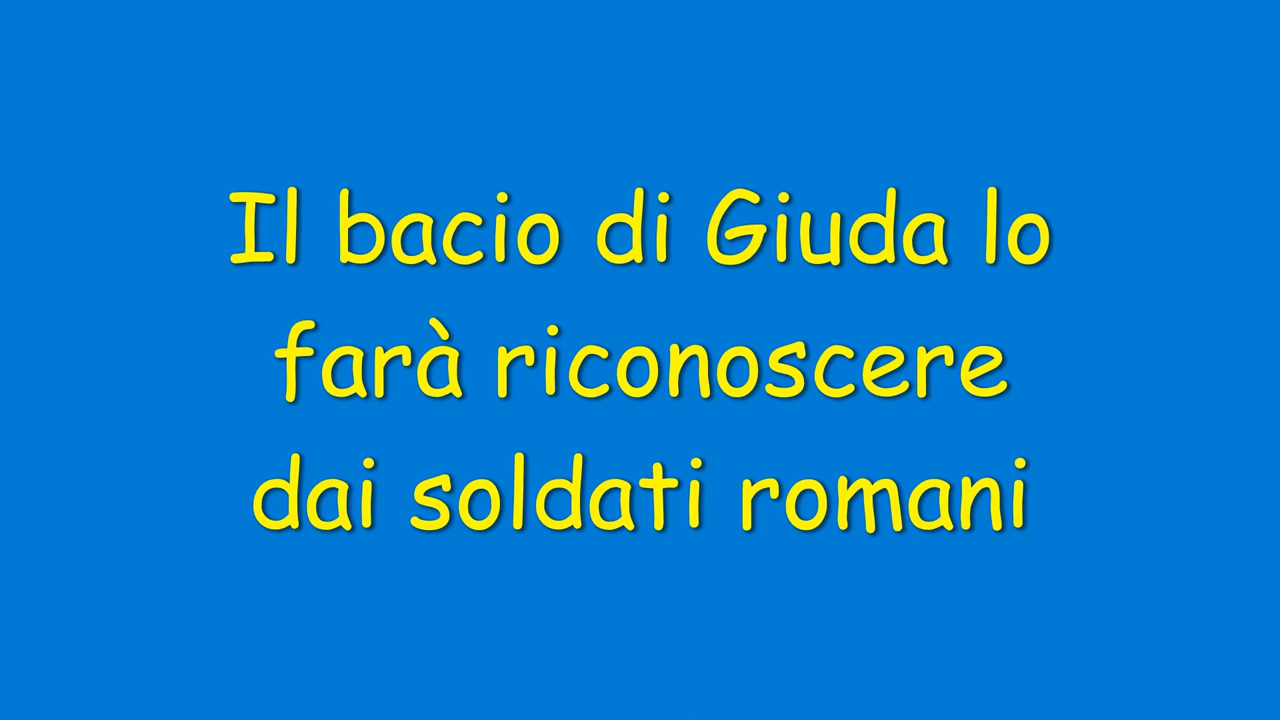 Il bacio di Giuda lo
farà riconoscere
dai soldati romani